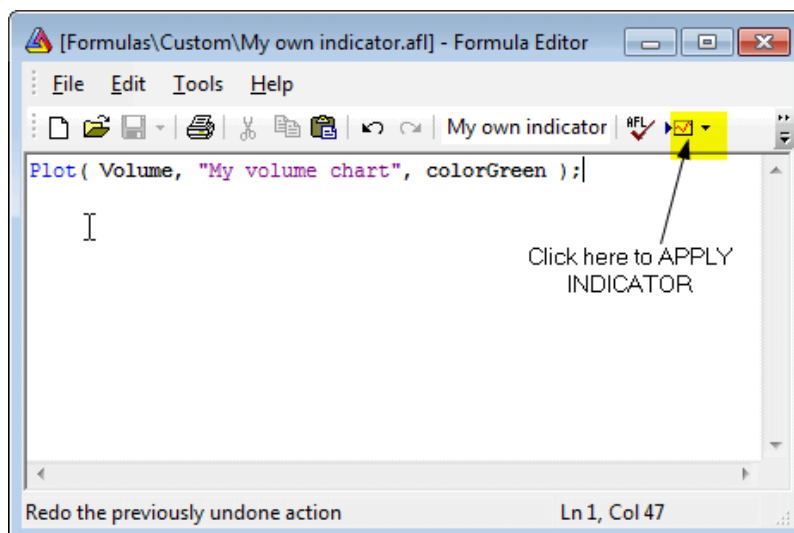 [Formulas\Custom\My own indicator.afl] - Formula Editor
File Edit Tools Help
My own indicator AFL
Plot( Volume, "My volume chart", colorGreen );
Click here to APPLY
INDICATOR
Redo the previously undone action Ln 1, Col 47